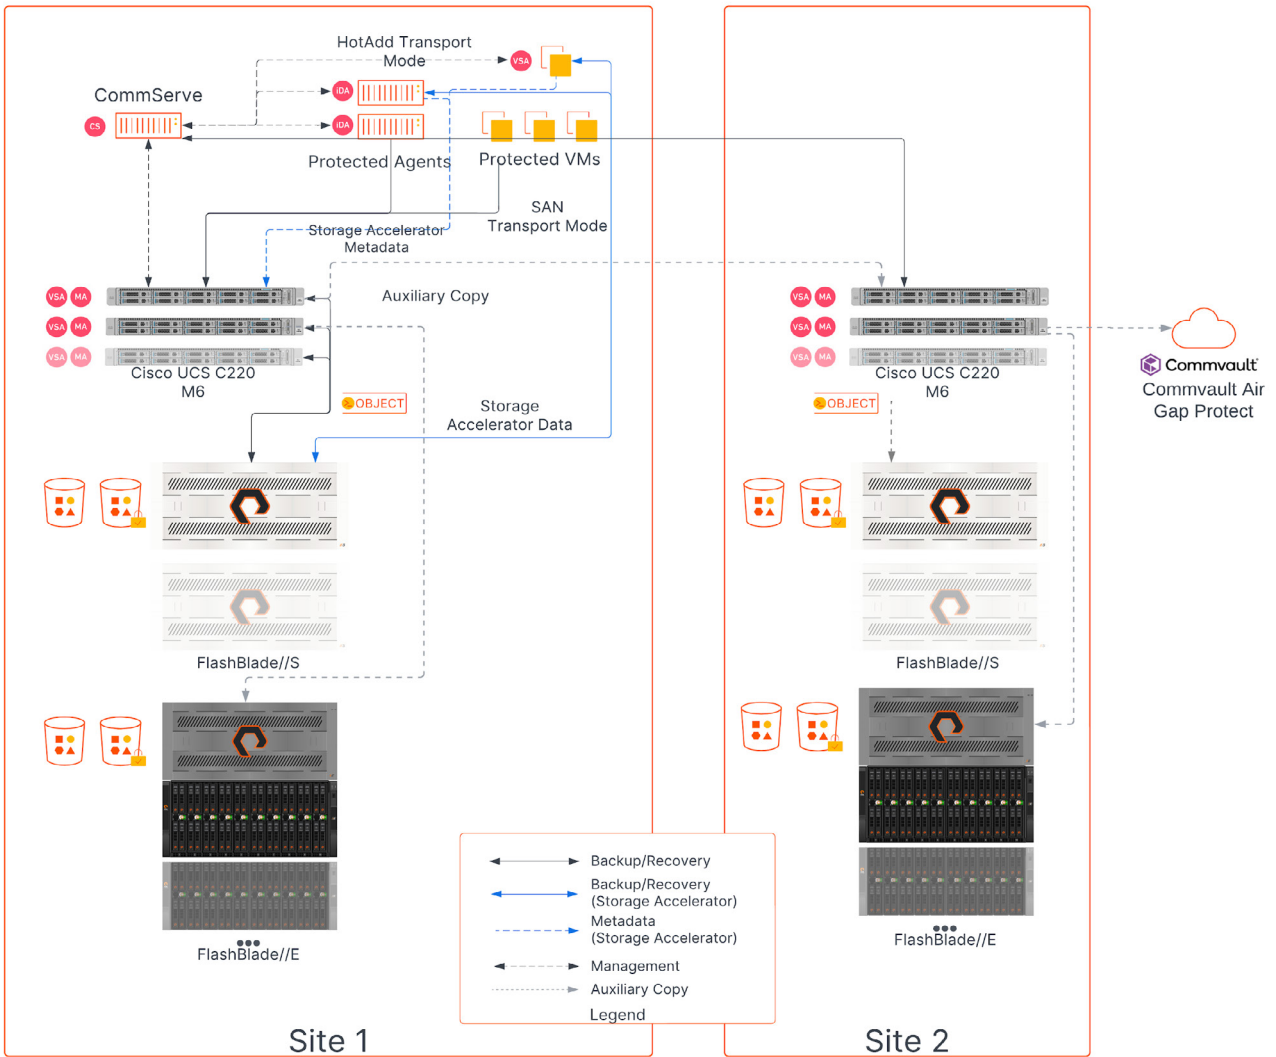 HotAdd Transport
Mode
VSA
CommServe
iDA
CS
iDA
Protected Agents
Protected VMs
SAN
Transport Mode
Storage Accelerator
Metadata
Auxiliary Copy
VSA MA
VSA MA
VSA MA
Cisco UCS C220
M6
OBJECT
Storage
Accelerator Data
FlashBlade//S
FlashBlade//E
Site 1
VSA MA
VSA MA
VSA MA
Cisco UCS C220
M6
OBJECT
FlashBlade//S
FlashBlade//E
Site 2
Commvault
Commvault Air
Gap Protect
Backup/Recovery
Backup/Recovery
(Storage Accelerator)
Metadata
(Storage Accelerator)
Management
Auxiliary Copy
Legend